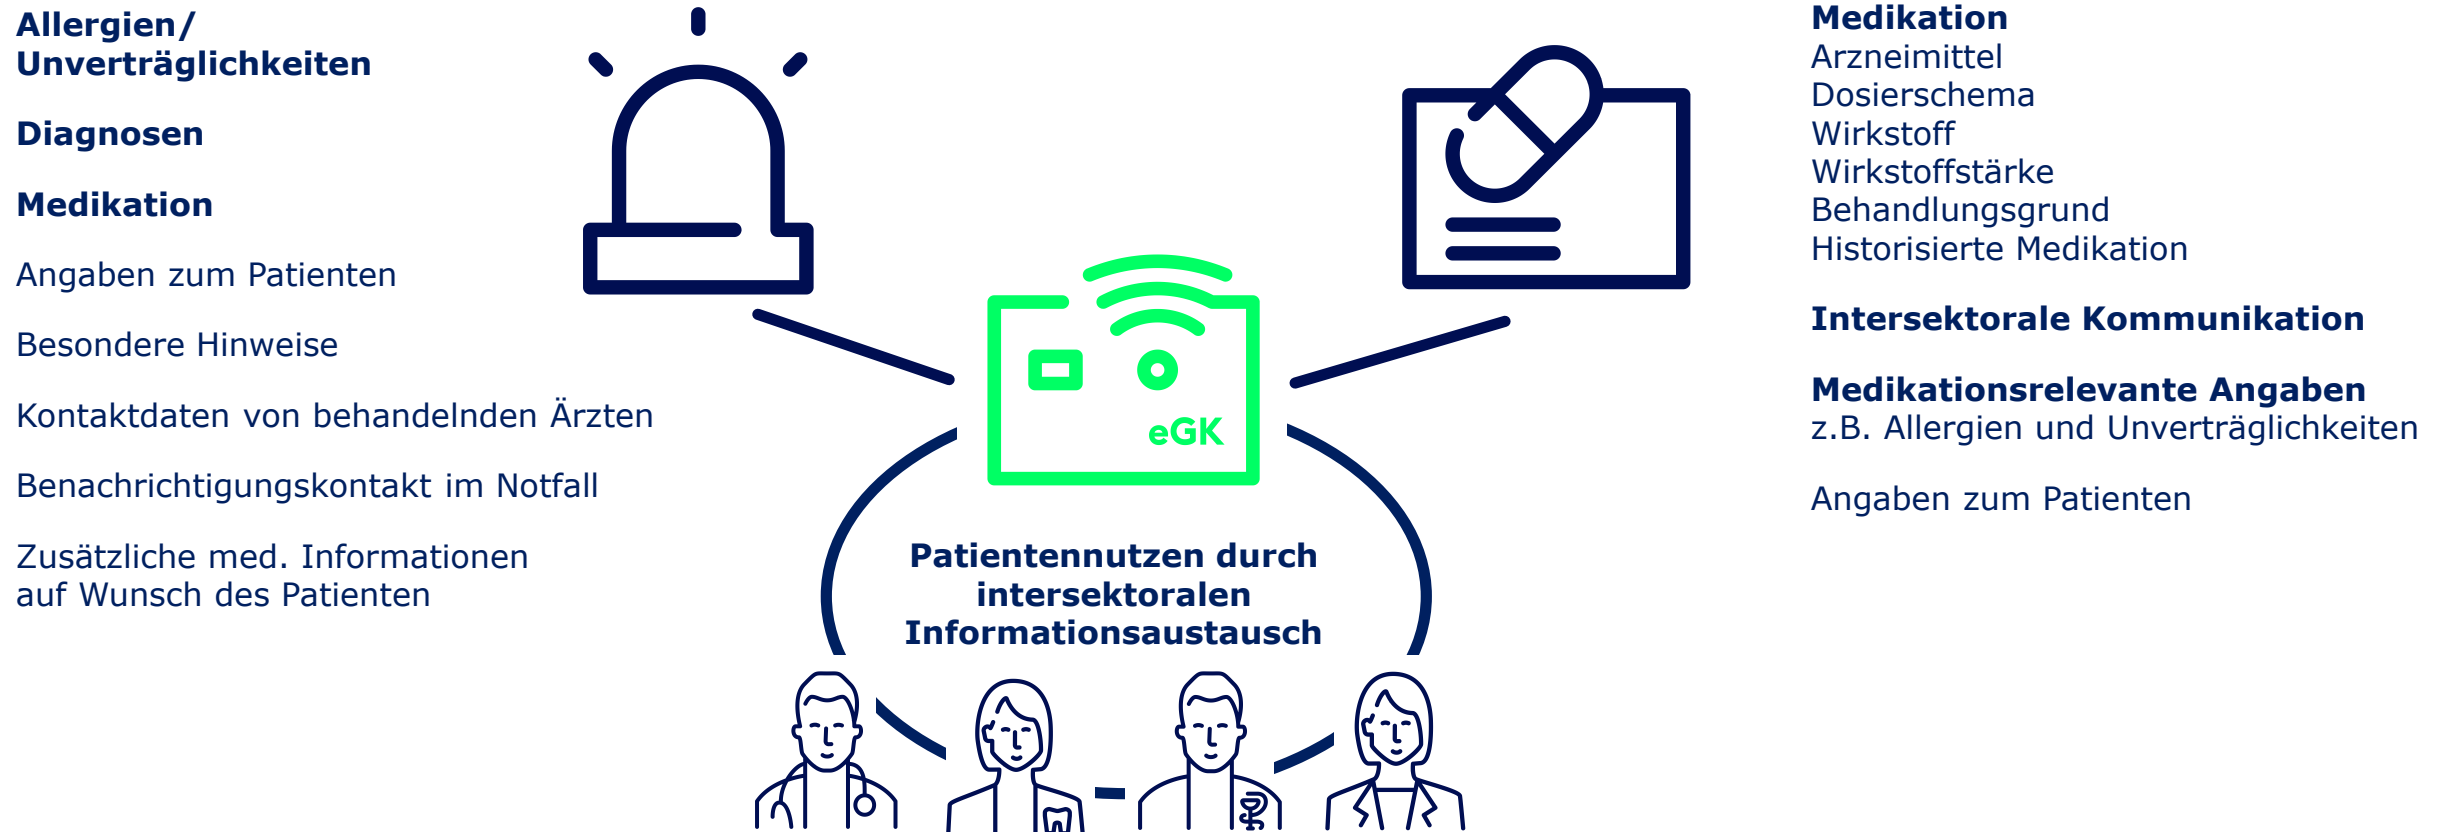 Allergien/
Unverträglichkeiten
Diagnosen
Medikation
Angaben zum Patienten
Besondere Hinweise
Kontaktdaten von behandelnden Ärzten
Benachrichtigungskontakt im Notfall
Zusätzliche med. Informationen
auf Wunsch des Patienten
eGK
Patientennutzen durch
intersektoralen
Informationsaustausch
Medikation
Arzneimittel
Dosierschema
Wirkstoff
Wirkstoffstärke
Behandlungsgrund
Historisierte Medikation
Intersektorale Kommunikation
Medikationsrelevante Angaben
z.B. Allergien und Unverträglichkeiten
Angaben zum Patienten